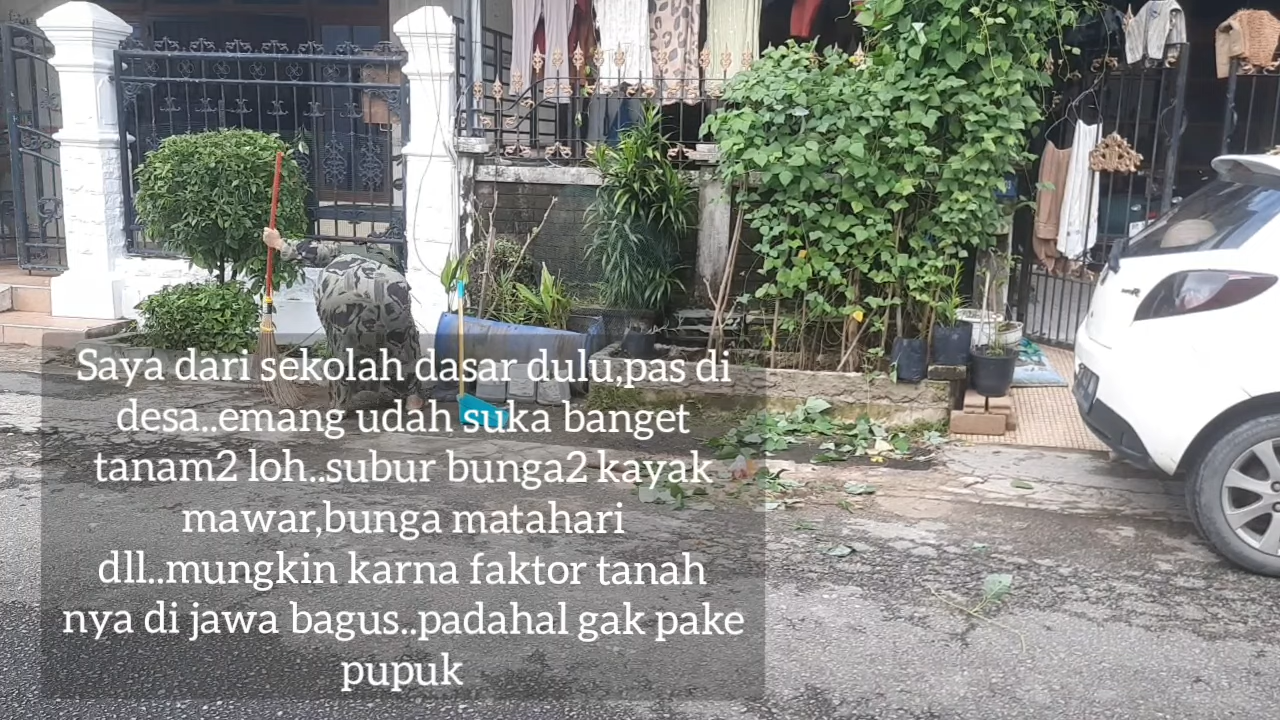 Saya dari sekolah dasar dulu,pas di
desa..emang udah suka banget
tanam2 loh..subur bunga2 kayak
mawar,bunga matahari
dll..mungkin karna faktor tanah
nya di jawa bagus..padahal gak pake
pupuk